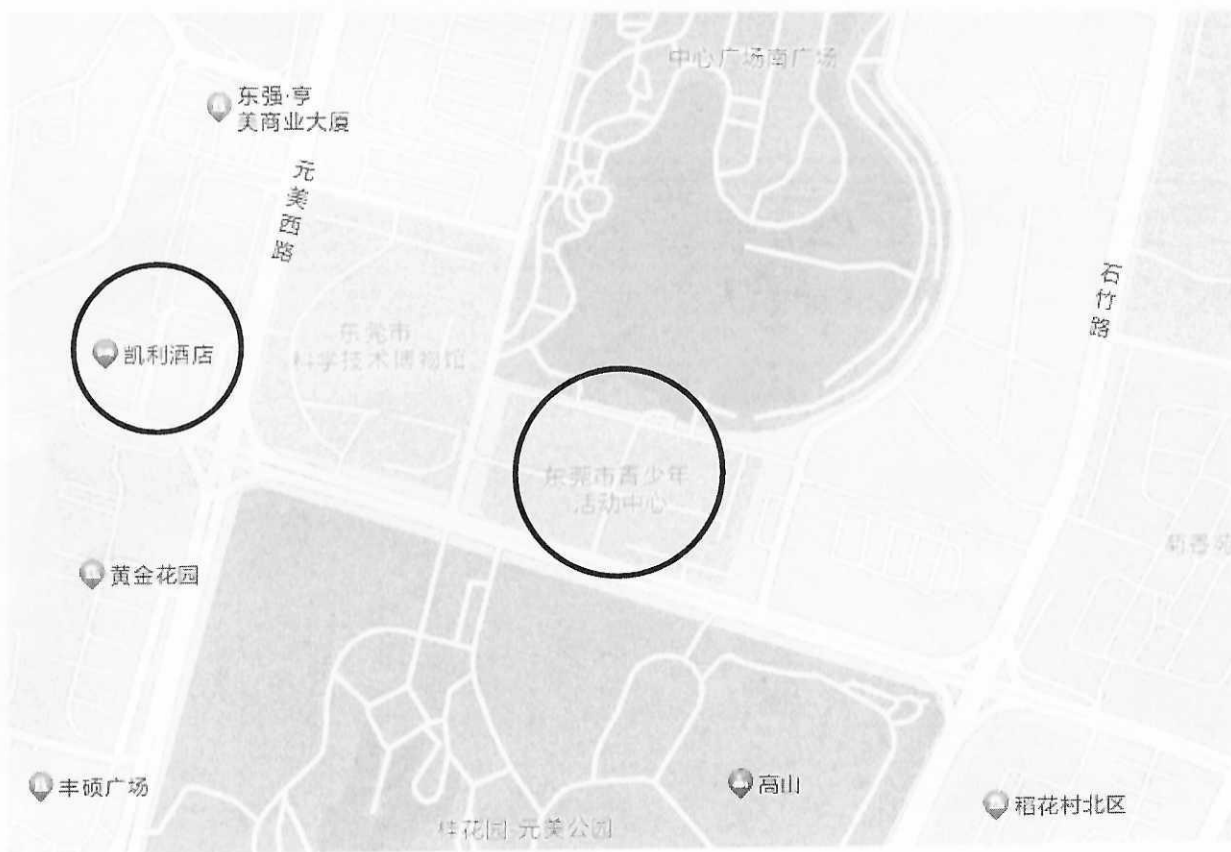 中心广场南广场
东强·亨
美商业大厦
元美西路
石竹路
东莞市
科学技术博物馆
凯利酒店
东莞市青少年
活动中心
黄金花园
丰硕广场
高山
稻花村北区
桂花园 元美公园